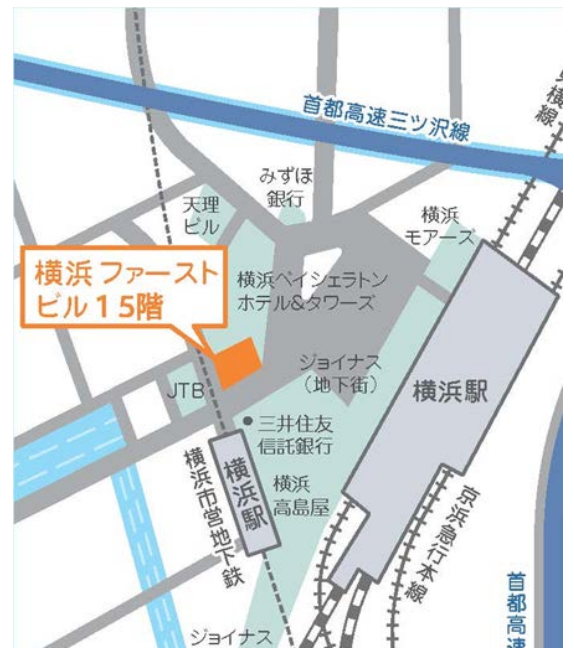 首都高速三ツ沢線
みずほ
銀行
天理
ビル
横浜
モアーズ
横浜 ファースト
ビル 15階
横浜ベイシェラトン
ホテル&タワーズ
ジョイナス
（地下街）
横浜駅
JTB
三井住友
信託銀行
横浜駅
横浜
高島屋
横浜市営地下鉄
京浜急行本線
首都高速
ジョイナス